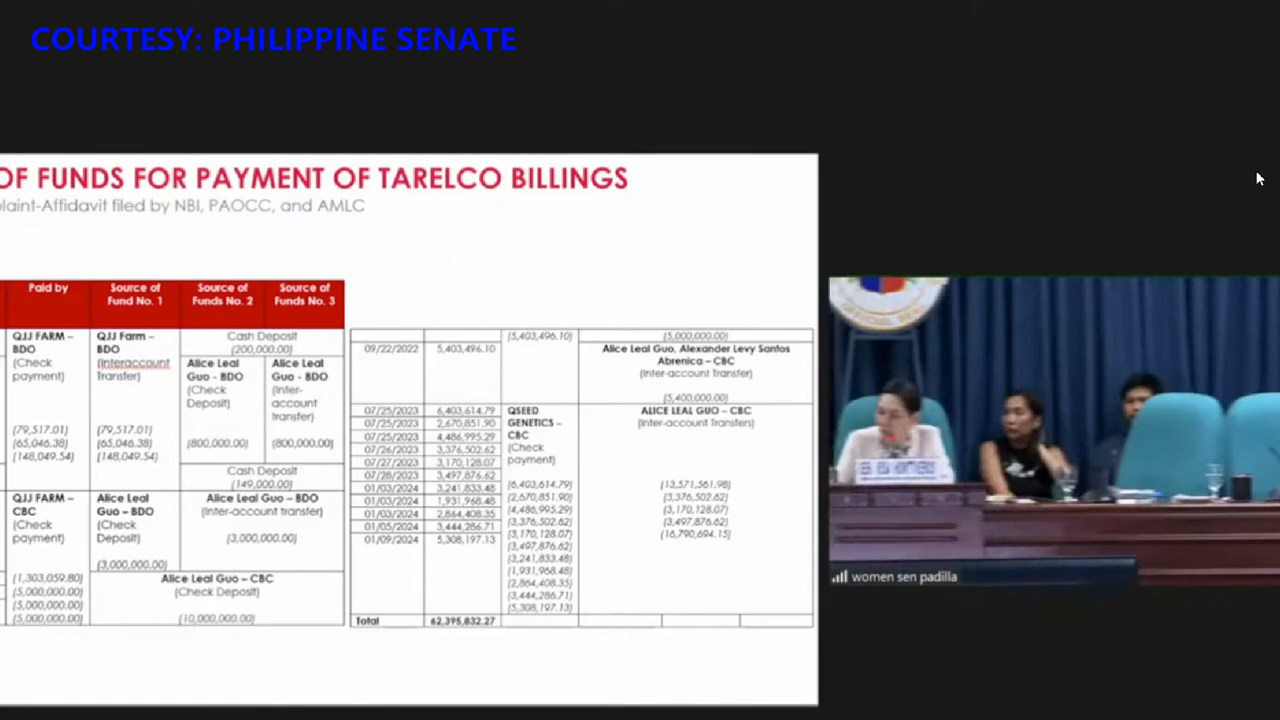 COURTESY: PHILIPPINE SENATE
OF FUNDS FOR PAYMENT OF TARELCO BILLINGS
plaint-Affidavit filed by NBI, PAOCC, and AMLC
Paid by
Source of
Fund No. 1
Source of
Funds No. 2
Source of
Funds No. 3
QJJ FARM –
BDO
(Check
payment)
(79,517.01)
(65,046.38)
(148,049.54)
QJJ Farm –
BDO
(Interaccount
Transfer)
(79,517.01)
(65,046.38)
(148,049.54)
Cash Deposit
(200,000.00)
Alice Leal
Guo - BDO
(Check
Deposit)
(800,000.00)
Alice Leal
Guo - BDO
(Inter-
account
transfer)
(800,000.00)
Cash Deposit
(149,000.00)
QJJ FARM –
CBC
(Check
payment)
(1,303,059.80)
(5,000,000.00)
(5,000,000.00)
(5,000,000.00)
Alice Leal
Guo – BDO
(Check
Deposit)
(3,000,000.00)
Alice Leal Guo – BDO
(Inter-account transfer)
(3,000,000.00)
Alice Leal Guo – CBC
(Check Deposit)
(10,000,000.00)
(5,403,496.10)
(5,000,000.00)
09/22/2022 5,403,496.10
Alice Leal Guo, Alexander Levy Santos
Abrenica – CBC
(Inter-account Transfer)
(5,400,000.00)
07/25/2023 6,403,614.79
07/25/2023 2,670,851.90
07/25/2023 4,486,995.29
07/26/2023 3,376,502.62
07/27/2023 3,170,128.07
07/28/2023 3,497,876.62
01/03/2024 3,241,833.48
01/03/2024 1,931,968.48
01/03/2024 2,864,408.35
01/05/2024 3,444,286.71
01/09/2024 5,308,197.13
QSEED
GENETICS –
CBC
(Check
payment)
(6,403,614.79)
(2,670,851.90)
(4,486,995.29)
(3,376,502.62)
(3,170,128.07)
(3,497,876.62)
(3,241,833.48)
(1,931,968.48)
(2,864,408.35)
(3,444,286.71)
(5,308,197.13)
ALICE LEAL GUO – CBC
(Inter-account Transfers)
(13,571,561.98)
(3,376,502.62)
(3,170,128.07)
(3,497,876.62)
(16,790,694.15)
Total 62,395,832.27
SEN. RISA HONTIVEROS
women sen padilla